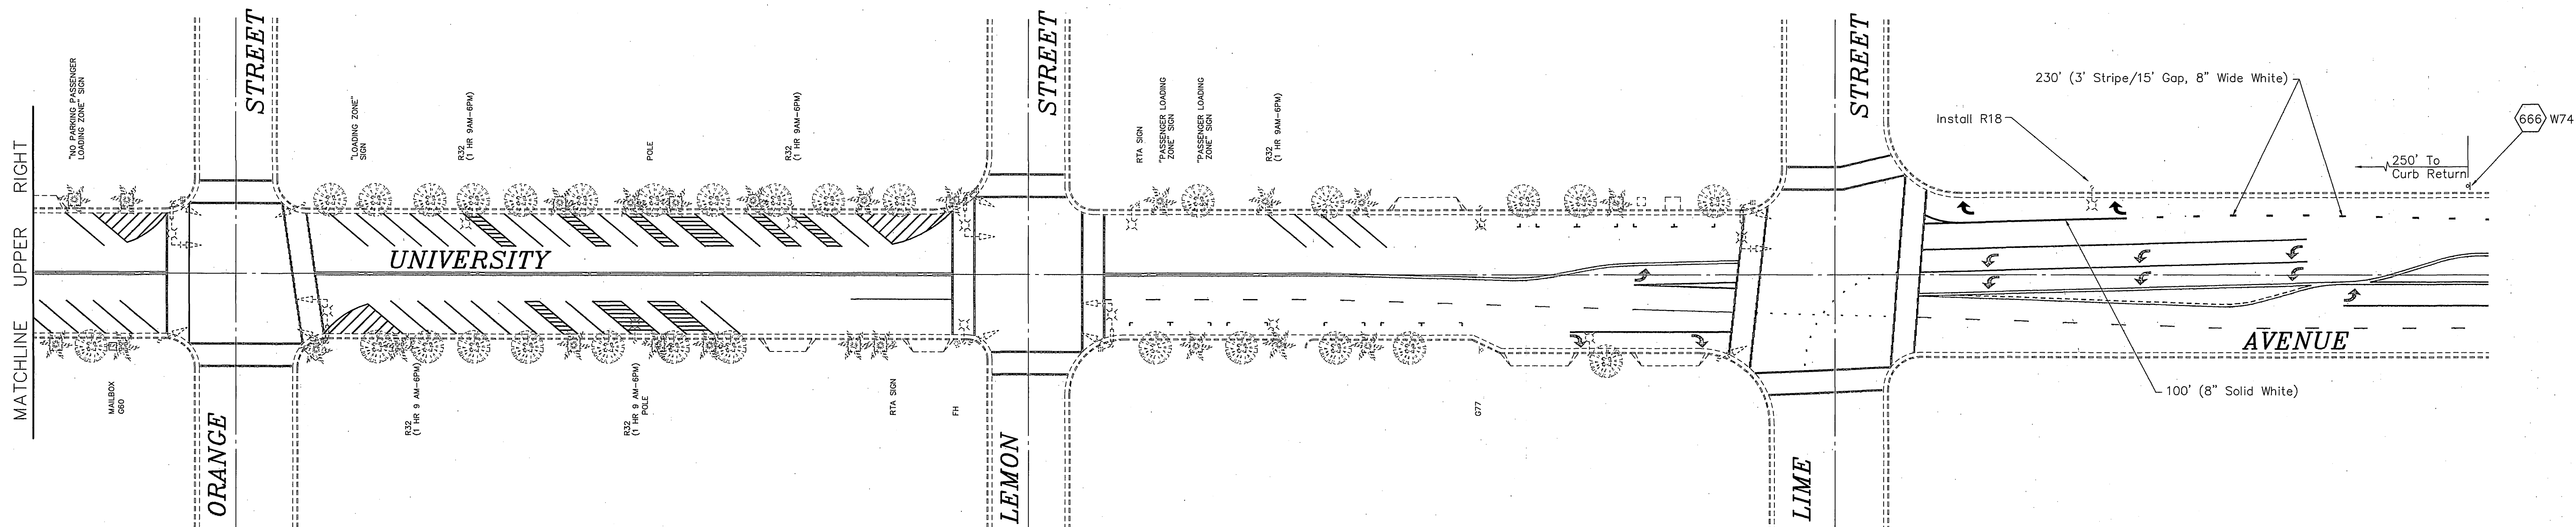 MATCHLINE UPPER RIGHT
"NO PARKING PASSENGER
LOADING ZONE" SIGN
MAILBOX
G60
STREET
ORANGE
"LOADING ZONE"
SIGN
R32
(1 HR 9AM-6PM)
POLE
R32
(1 HR 9AM-6PM)
UNIVERSITY
R32
(1 HR 9 AM-6PM)
R32
(1 HR 9 AM-6PM)
POLE
RTA SIGN
FH
STREET
LEMON
RTA SIGN
"PASSENGER LOADING
ZONE" SIGN
"PASSENGER LOADING
ZONE" SIGN
R32
(1 HR 9AM-6PM)
G77
STREET
LIME
Install R18
230' (3' Stripe/15' Gap, 8" Wide White)
666 W74
250' To
Curb Return
AVENUE
100' (8" Solid White)